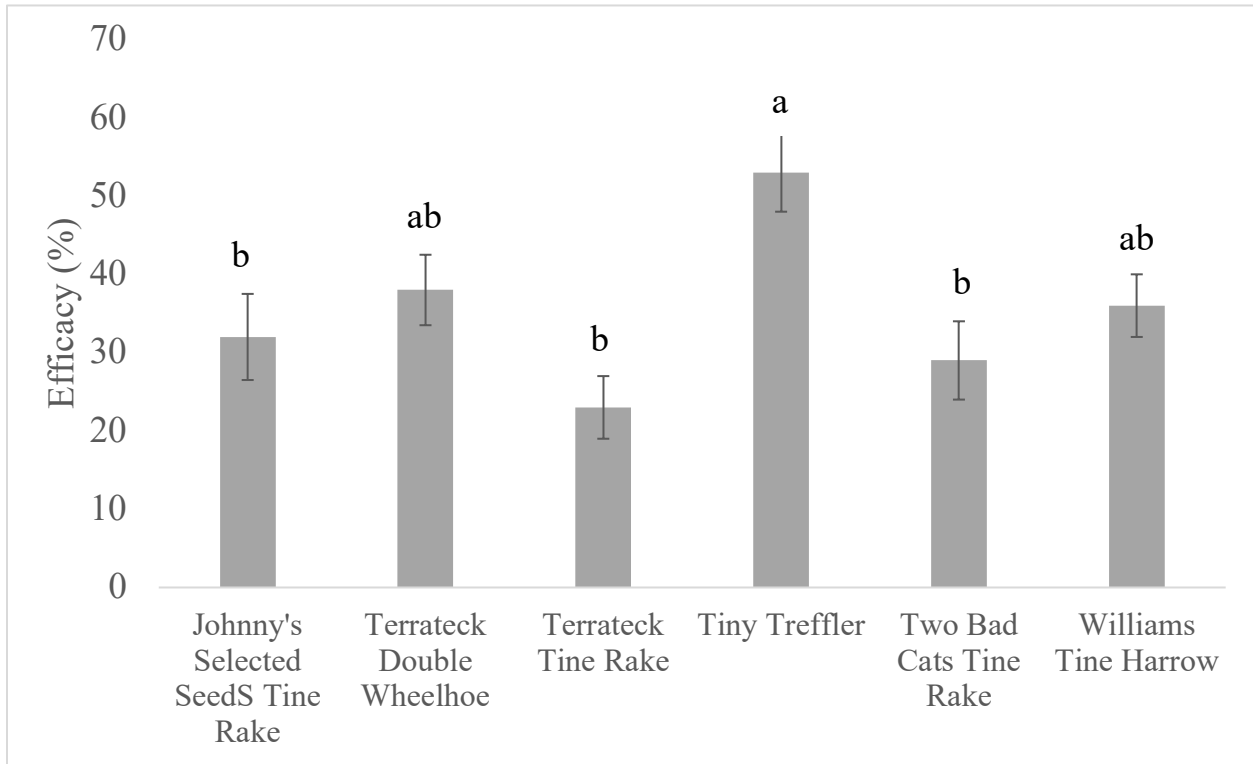 70
60
50
40
30
20
10
0
Efficacy (%)
b
ab
b
a
b
ab
Johnny's
Selected
SeedS Tine
Rake
Terrateck
Double
Wheelhoe
Terrateck
Tine Rake
Tiny Treffler
Two Bad
Cats Tine
Rake
Williams
Tine Harrow